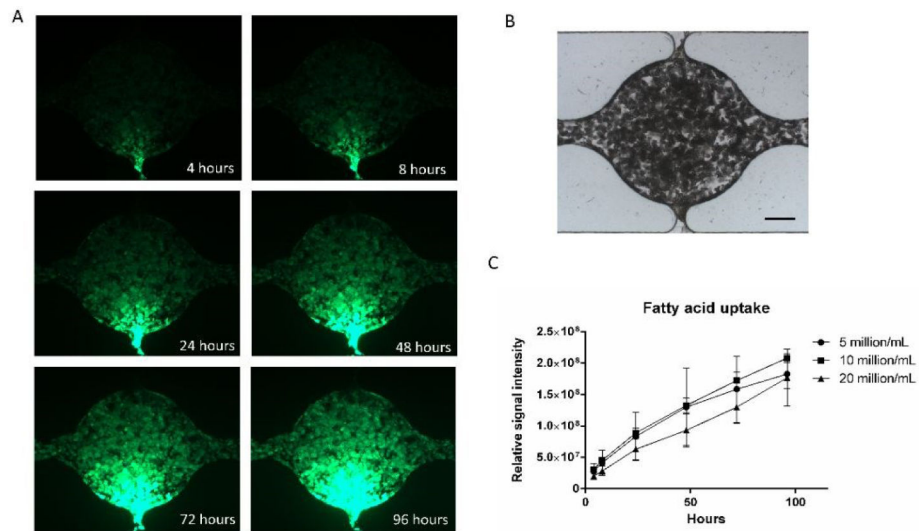 A
4 hours
8 hours
24 hours
48 hours
72 hours
96 hours
B
C
Fatty acid uptake
Relative signal intensity
2.5×10⁸
2.0×10⁸
1.5×10⁸
1.0×10⁸
5.0×10⁷
0
0
50
100
Hours
5 million/mL
10 million/mL
20 million/mL